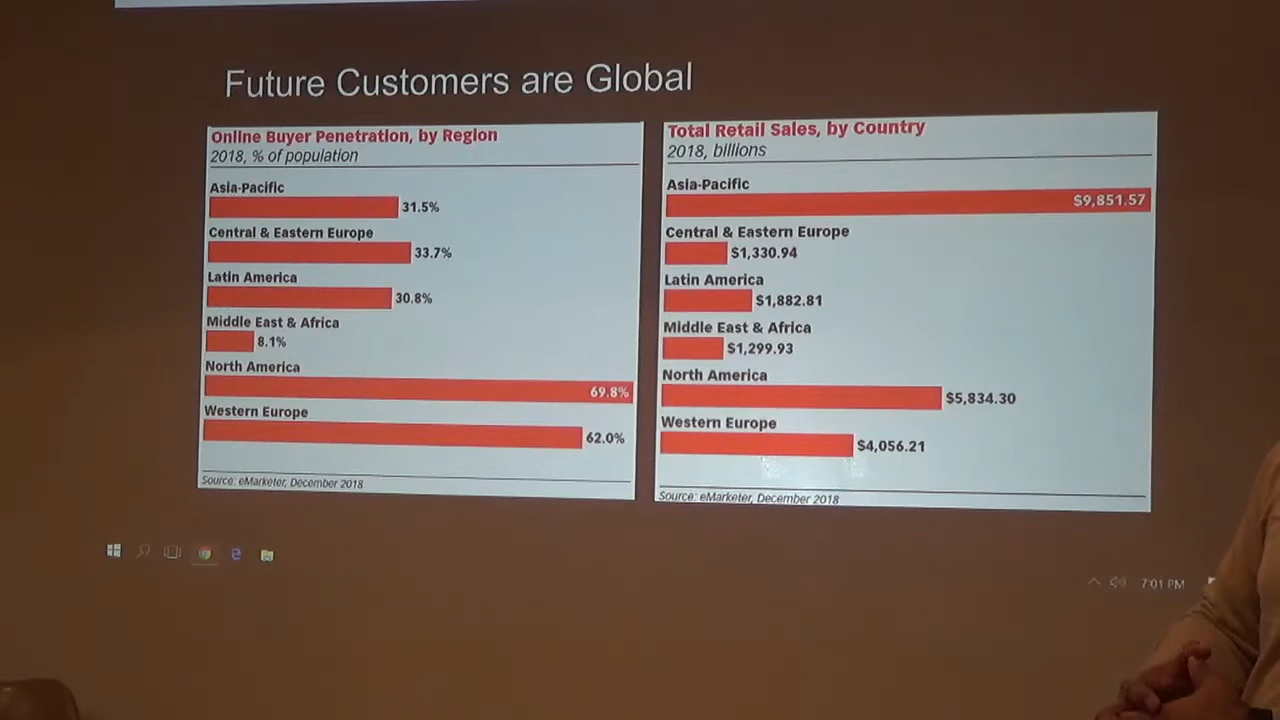 Future Customers are Global
Online Buyer Penetration, by Region
2018, % of population
Asia-Pacific
31.5%
Central & Eastern Europe
33.7%
Latin America
30.8%
Middle East & Africa
8.1%
North America
69.8%
Western Europe
62.0%
Source: eMarketer, December 2018
Total Retail Sales, by Country
2018, billions
Asia-Pacific
$9,851.57
Central & Eastern Europe
$1,330.94
Latin America
$1,882.81
Middle East & Africa
$1,299.93
North America
$5,834.30
Western Europe
$4,056.21
Source: eMarketer, December 2018
7:01 PM